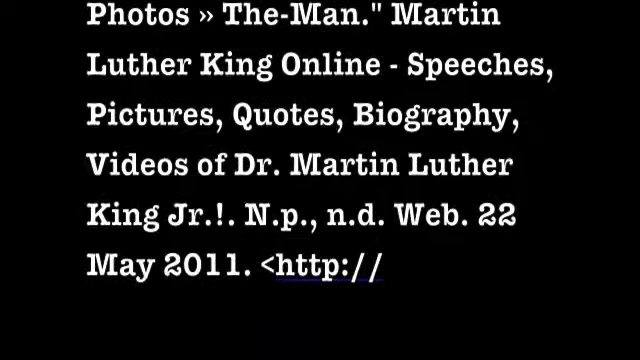 Photos » The-Man." Martin
Luther King Online - Speeches,
Pictures, Quotes, Biography,
Videos of Dr. Martin Luther
King Jr.!. N.p., n.d. Web. 22
May 2011. <http://